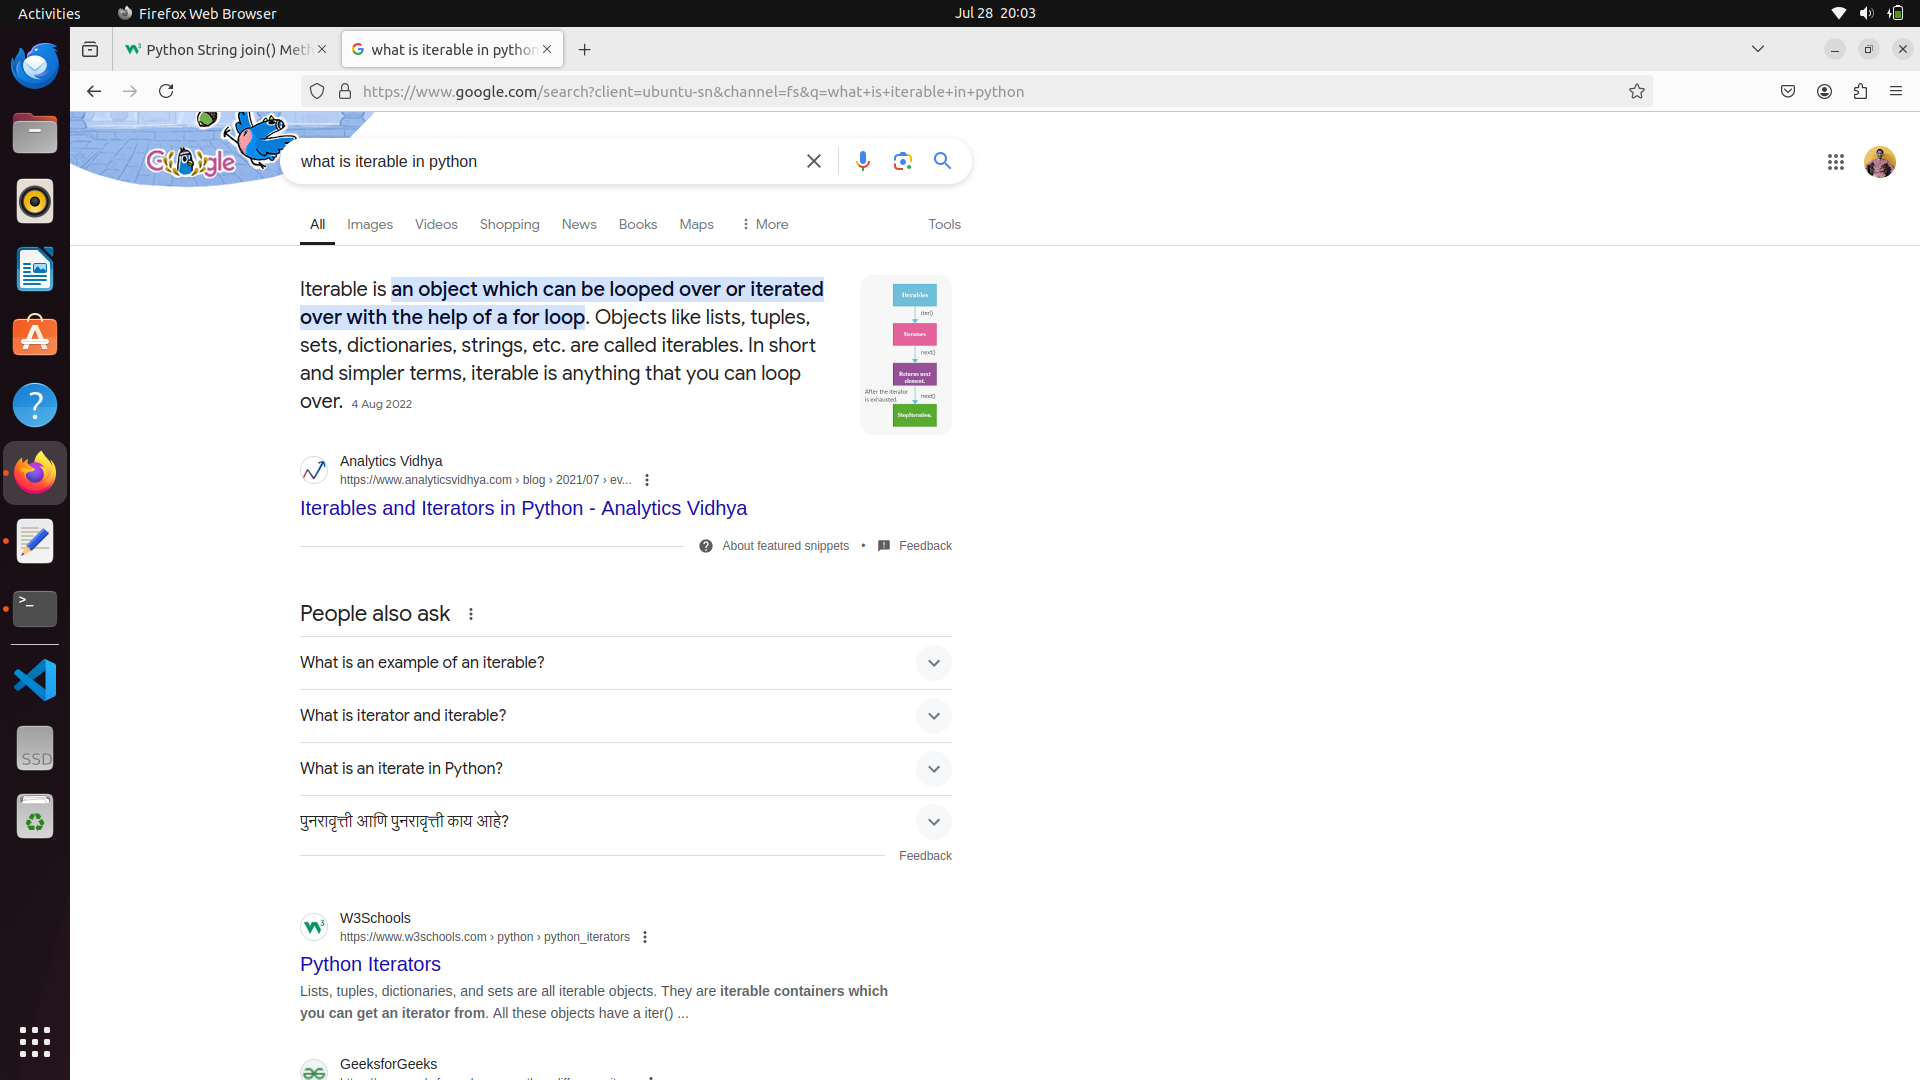 Activities
Firefox Web Browser
Jul 28 20:03
Python String join() Meth
what is iterable in python
https://www.google.com/search?client=ubuntu-sn&channel=fs&q=what+is+iterable+in+python
Google
what is iterable in python
All
Images
Videos
Shopping
News
Books
Maps
More
Tools
Iterable is an object which can be looped over or iterated
over with the help of a for loop. Objects like lists, tuples,
sets, dictionaries, strings, etc. are called iterables. In short
and simpler terms, iterable is anything that you can loop
over. 4 Aug 2022
Iterables
iter()
Iterators
next()
Returns next
element.
After the iterator
is exhausted.
next()
StopIteration.
Analytics Vidhya
https://www.analyticsvidhya.com › blog › 2021/07 › ev...
Iterables and Iterators in Python - Analytics Vidhya
About featured snippets • Feedback
People also ask
What is an example of an iterable?
What is iterator and iterable?
What is an iterate in Python?
पुनरावृत्ती आणि पुनरावृत्ती काय आहे?
Feedback
W3Schools
https://www.w3schools.com › python › python_iterators
Python Iterators
Lists, tuples, dictionaries, and sets are all iterable objects. They are iterable containers which
you can get an iterator from. All these objects have a iter() ...
GeeksforGeeks
SSD